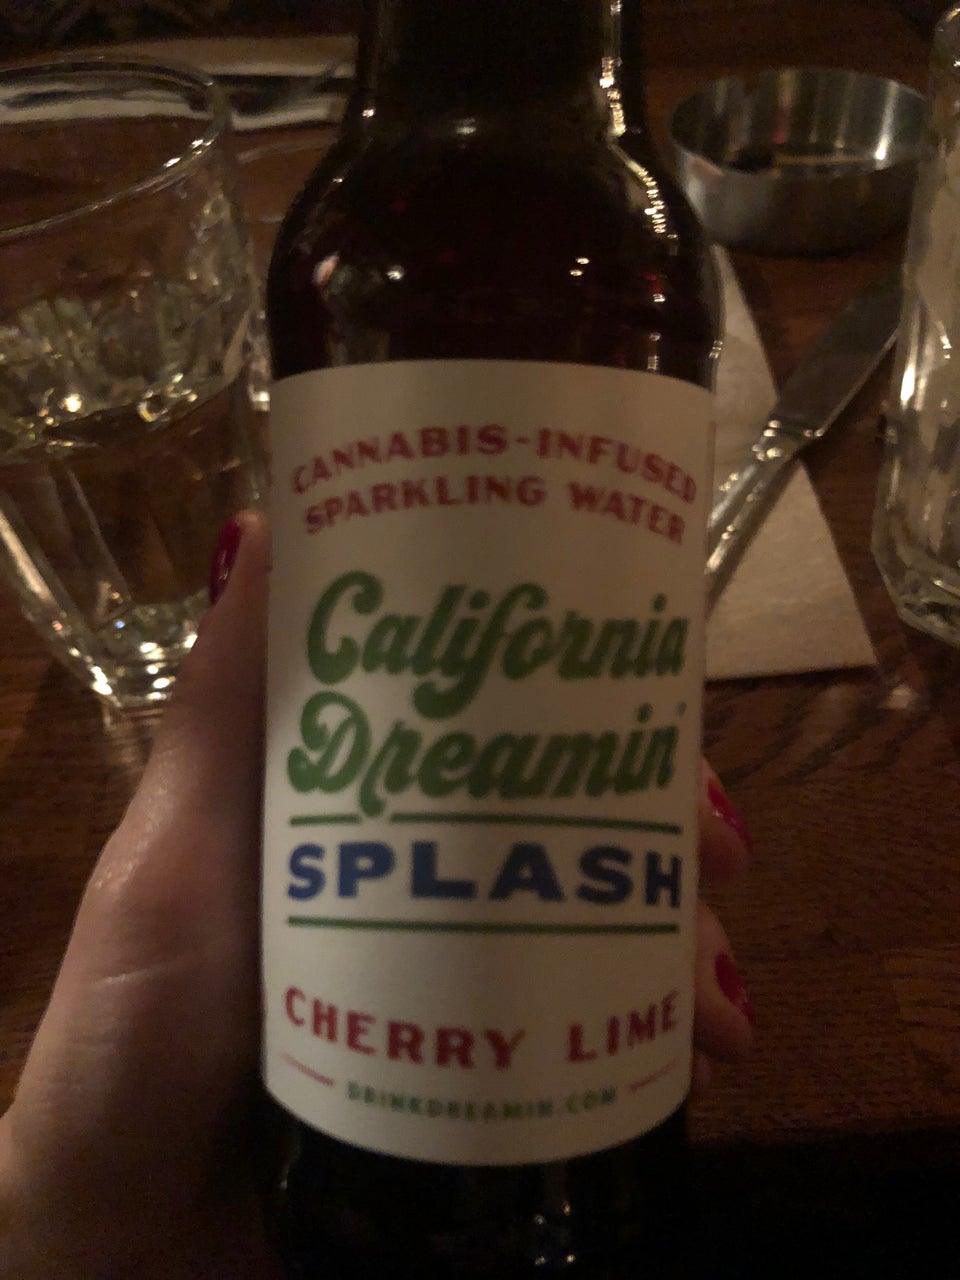 CANNABIS-INFUSED
SPARKLING WATER
California
Dreamin'
SPLASH
CHERRY LIME
DRINKDREAMIN.COM